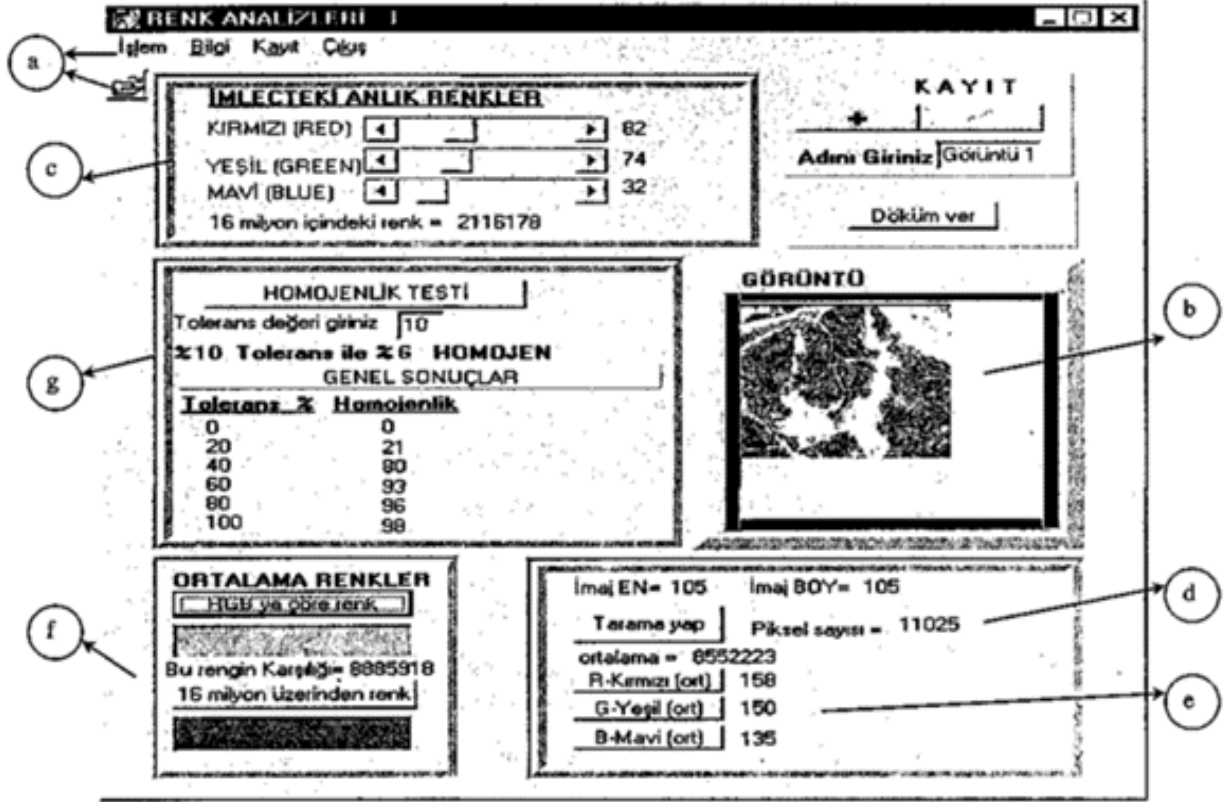 RENK ANALİZLERİ
İşlem Bilgi Kayıt Çıkış
a
İMLEÇTEKİ ANLIK RENKLER
KIRMIZI (RED) 82
YEŞİL (GREEN) 74
MAVİ (BLUE) 32
16 milyon içindeki renk = 2116178
c
KAYIT
+
Adını Giriniz Görüntü 1
Döküm ver
HOMOJENLİK TESTİ
Tolerans değeri giriniz 10
%10 Tolerans ile %6 HOMOJEN
GENEL SONUÇLAR
Tolerans % Homojenlik
0 0
20 21
40 80
60 93
80 96
100 98
g
GÖRÜNTÜ
b
ORTALAMA RENKLER
RGB ye göre renk
Bu rengin Karşılığı= 8885918
16 milyon üzerinden renk
f
İmaj EN= 105 İmaj BOY= 105
Tarama yap Piksel sayısı = 11025
d
ortalama = 8552223
R-Kırmızı (ort) 158
G-Yeşil (ort) 150
B-Mavi (ort) 135
e